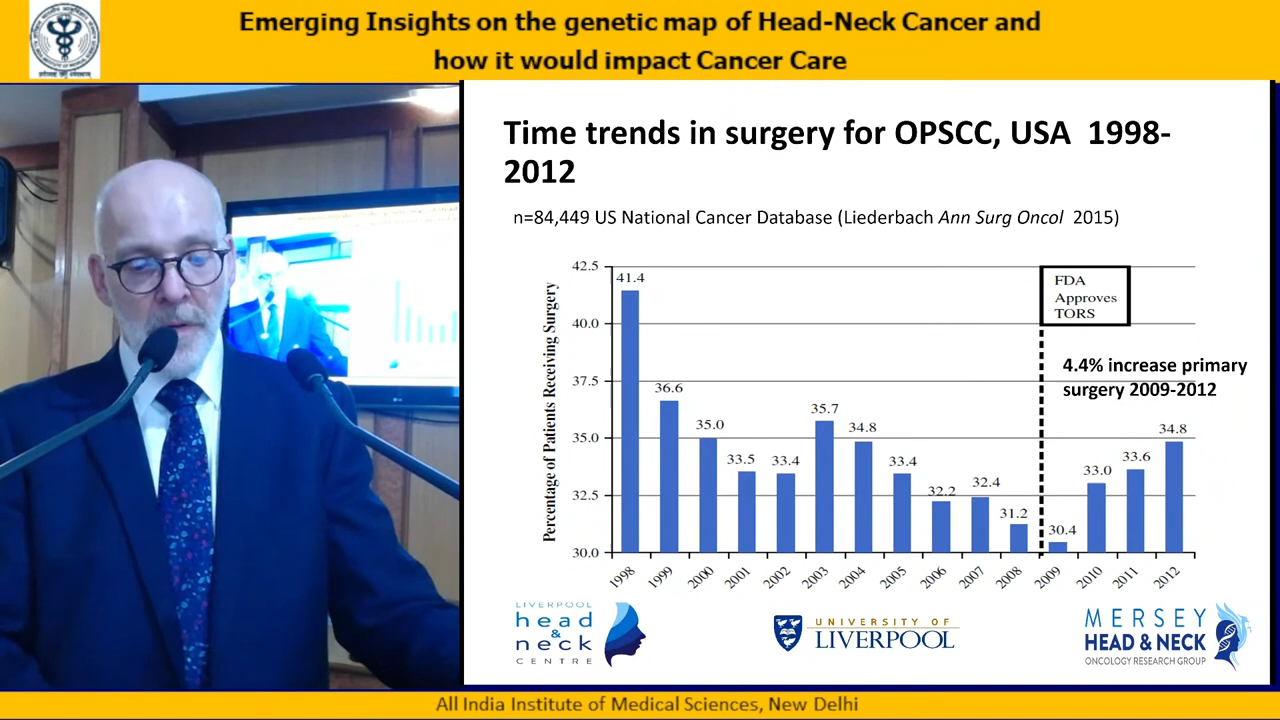 Emerging Insights on the genetic map of Head-Neck Cancer and
how it would impact Cancer Care
Time trends in surgery for OPSCC, USA 1998-
2012
n=84,449 US National Cancer Database (Liederbach Ann Surg Oncol 2015)
Percentage of Patients Receiving Surgery
42.5
40.0
37.5
35.0
32.5
30.0
41.4
36.6
35.0
33.5
33.4
35.7
34.8
33.4
32.2
32.4
31.2
30.4
33.0
33.6
34.8
FDA
Approves
TORS
4.4% increase primary
surgery 2009-2012
1998
1999
2000
2001
2002
2003
2004
2005
2006
2007
2008
2009
2010
2011
2012
LIVERPOOL
head
&
neck
CENTRE
UNIVERSITY OF
LIVERPOOL
MERSEY
HEAD & NECK
ONCOLOGY RESEARCH GROUP
All India Institute of Medical Sciences, New Delhi